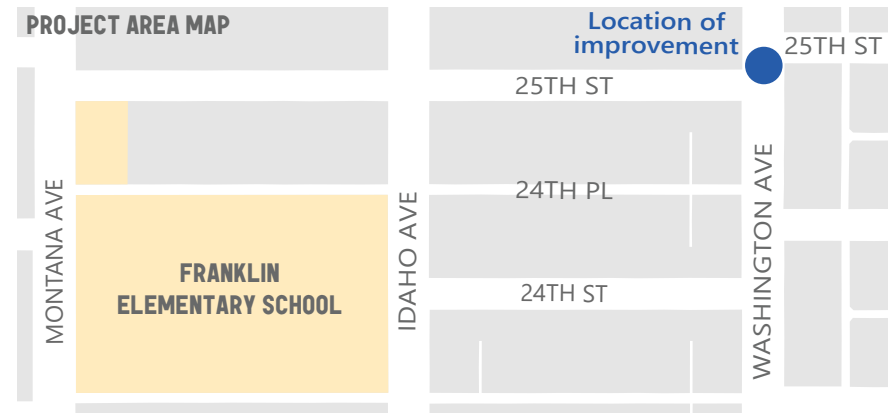 PROJECT AREA MAP
Location of
improvement
25TH ST
25TH ST
24TH PL
MONTANA AVE
IDAHO AVE
WASHINGTON AVE
FRANKLIN
ELEMENTARY SCHOOL
24TH ST